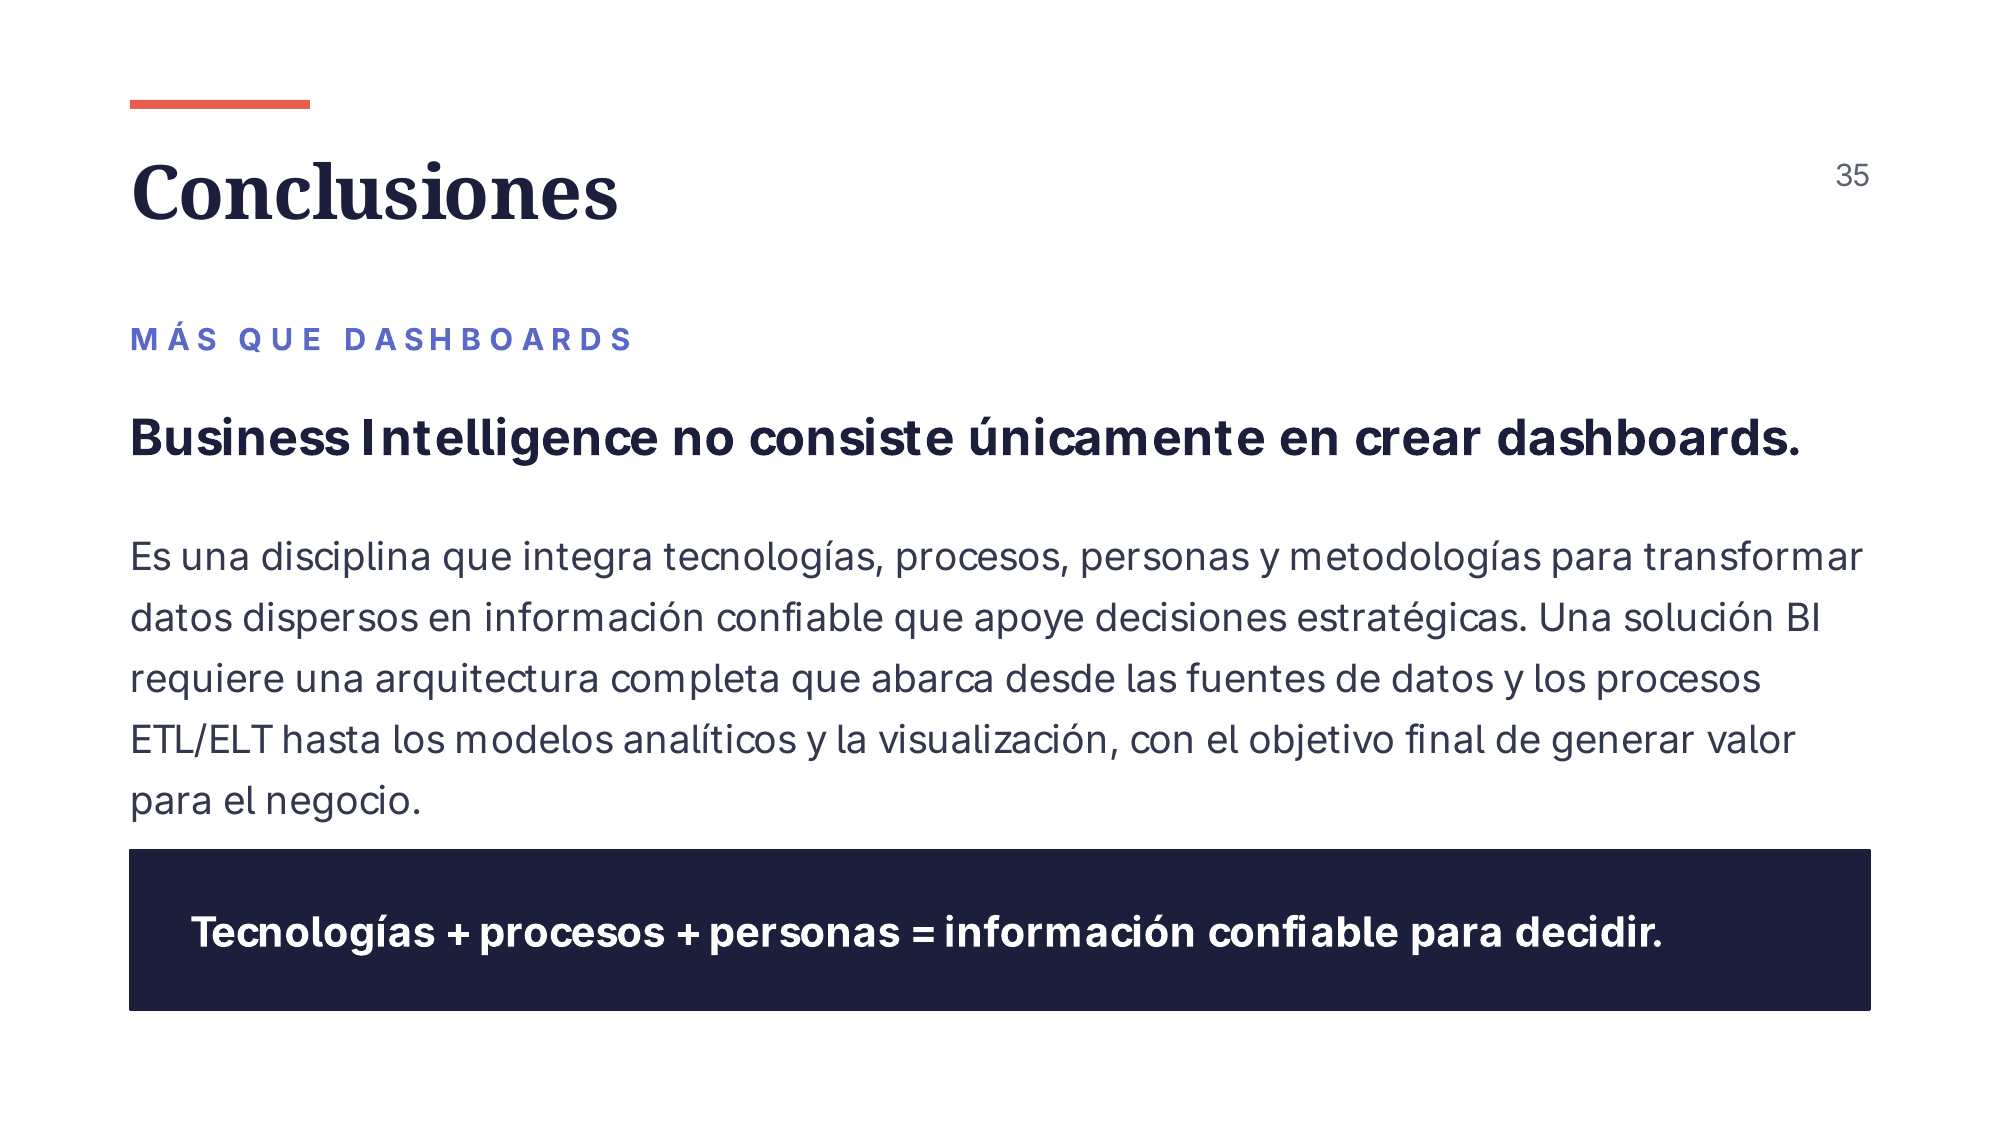 Conclusiones
35
MÁS QUE DASHBOARDS
Business Intelligence no consiste únicamente en crear dashboards.
Es una disciplina que integra tecnologías, procesos, personas y metodologías para transformar
datos dispersos en información confiable que apoye decisiones estratégicas. Una solución BI
requiere una arquitectura completa que abarca desde las fuentes de datos y los procesos
ETL/ELT hasta los modelos analíticos y la visualización, con el objetivo final de generar valor
para el negocio.
Tecnologías + procesos + personas = información confiable para decidir.